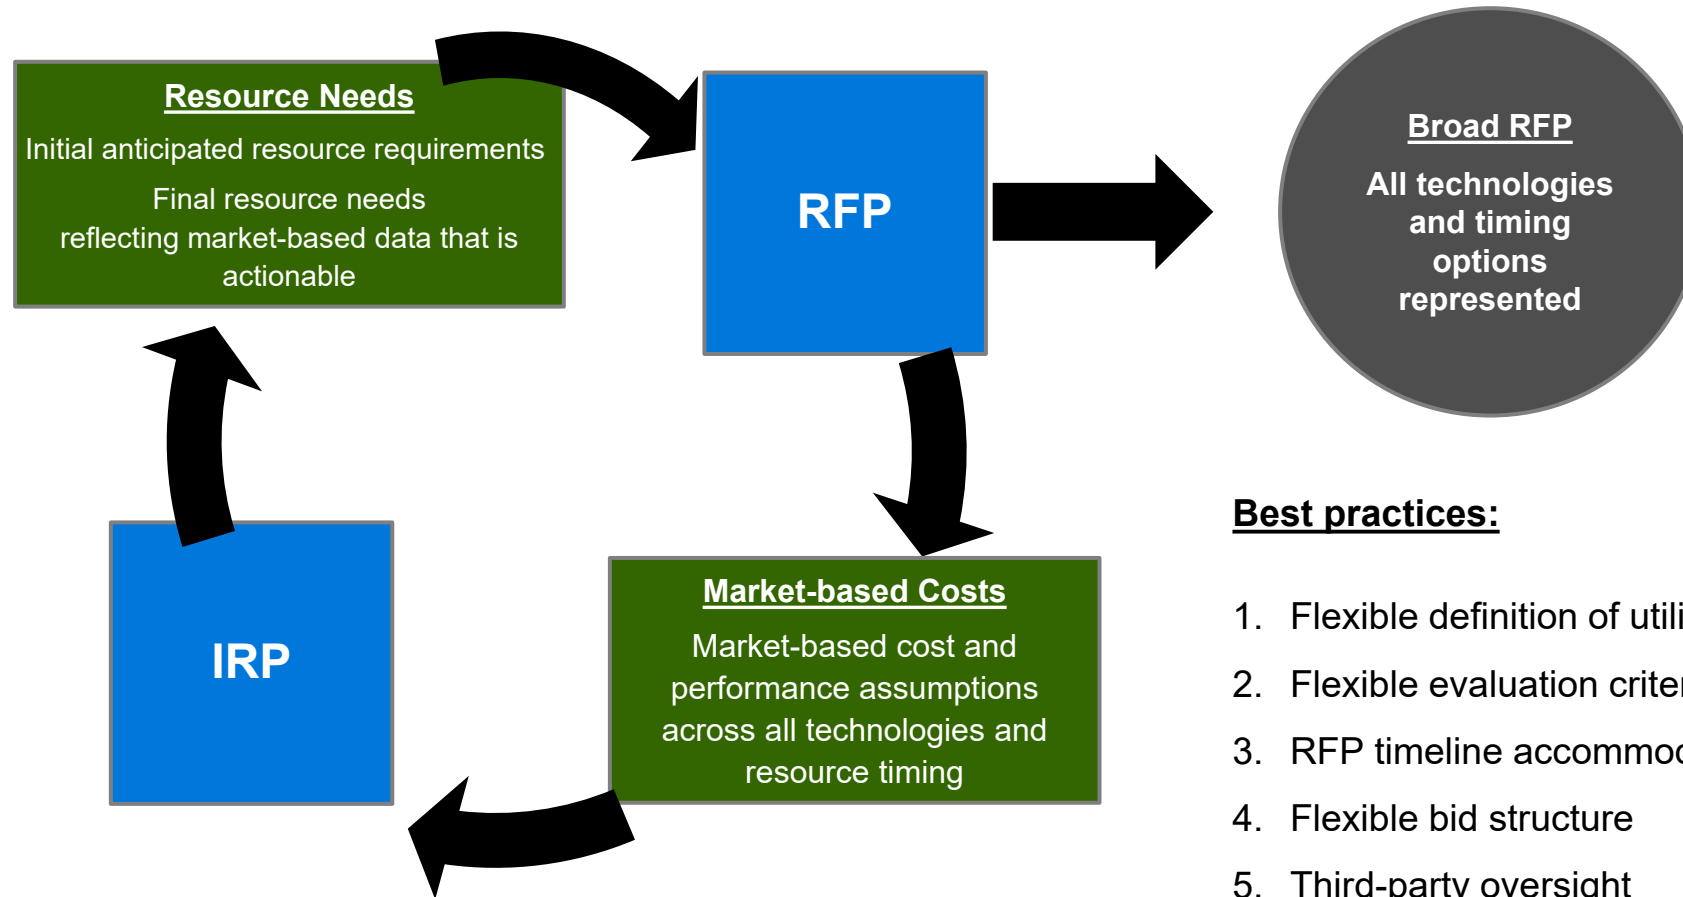 Resource Needs
Initial anticipated resource requirements
Final resource needs
reflecting market-based data that is
actionable
RFP
Broad RFP
All technologies
and timing
options
represented
IRP
Market-based Costs
Market-based cost and
performance assumptions
across all technologies and
resource timing
Best practices:
1. Flexible definition of
2. Flexible evaluation
3. RFP timeline
4. Flexible bid structure
5. Third-party oversight